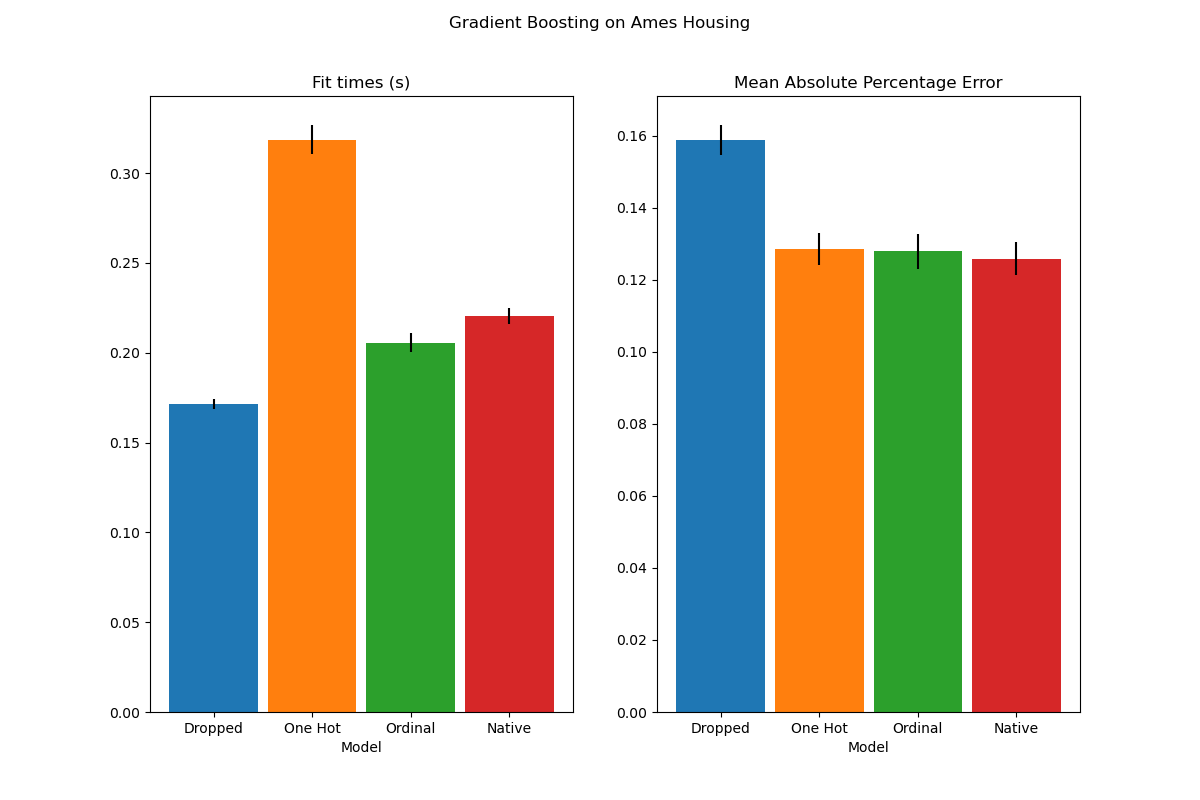 Gradient Boosting on Ames Housing
Fit times (s)
0.30
0.25
0.20
0.15
0.10
0.05
0.00
Dropped One Hot Ordinal Native
Model
Mean Absolute Percentage Error
0.16
0.14
0.12
0.10
0.08
0.06
0.04
0.02
0.00
Dropped One Hot Ordinal Native
Model